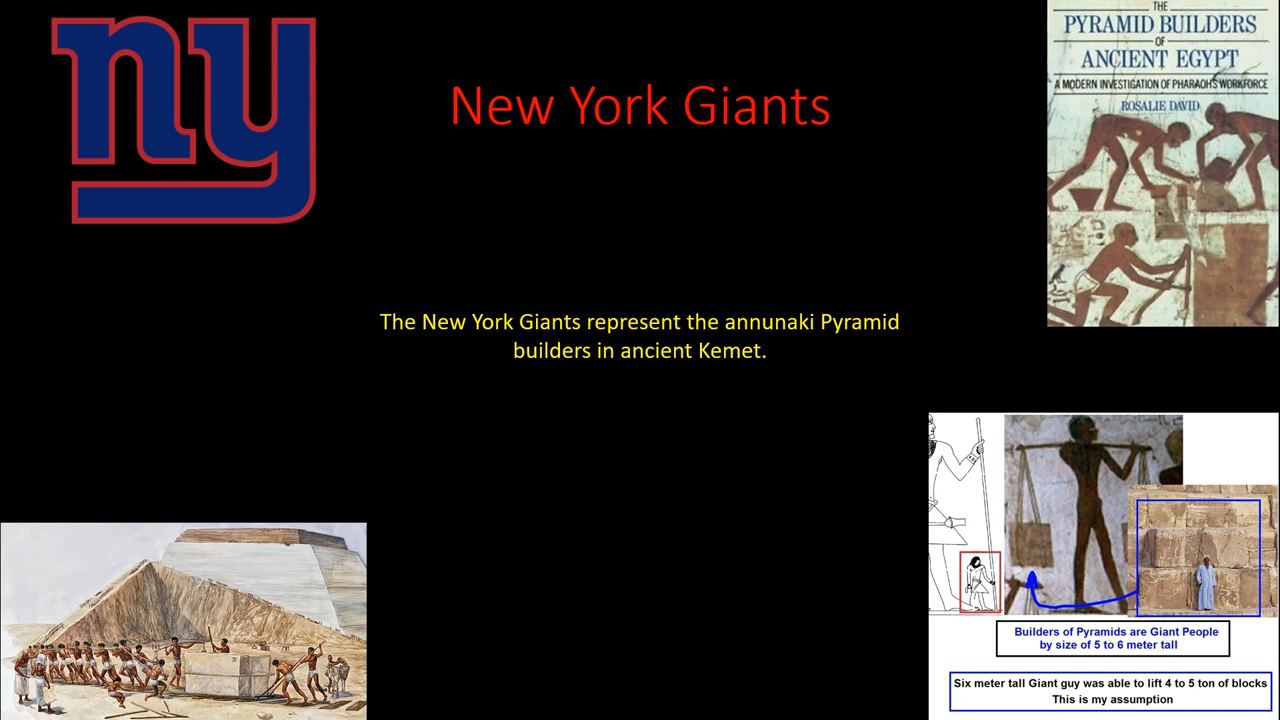 ny
New York Giants
THE
PYRAMID BUILDERS
OF
ANCIENT EGYPT
A MODERN INVESTIGATION OF PHARAOH'S WORKFORCE
ROSALIE DAVID
The New York Giants represent the annunaki Pyramid
builders in ancient Kemet.
Builders of Pyramids are Giant People
by size of 5 to 6 meter tall
Six meter tall Giant guy was able to lift 4 to 5 ton of blocks
This is my assumption